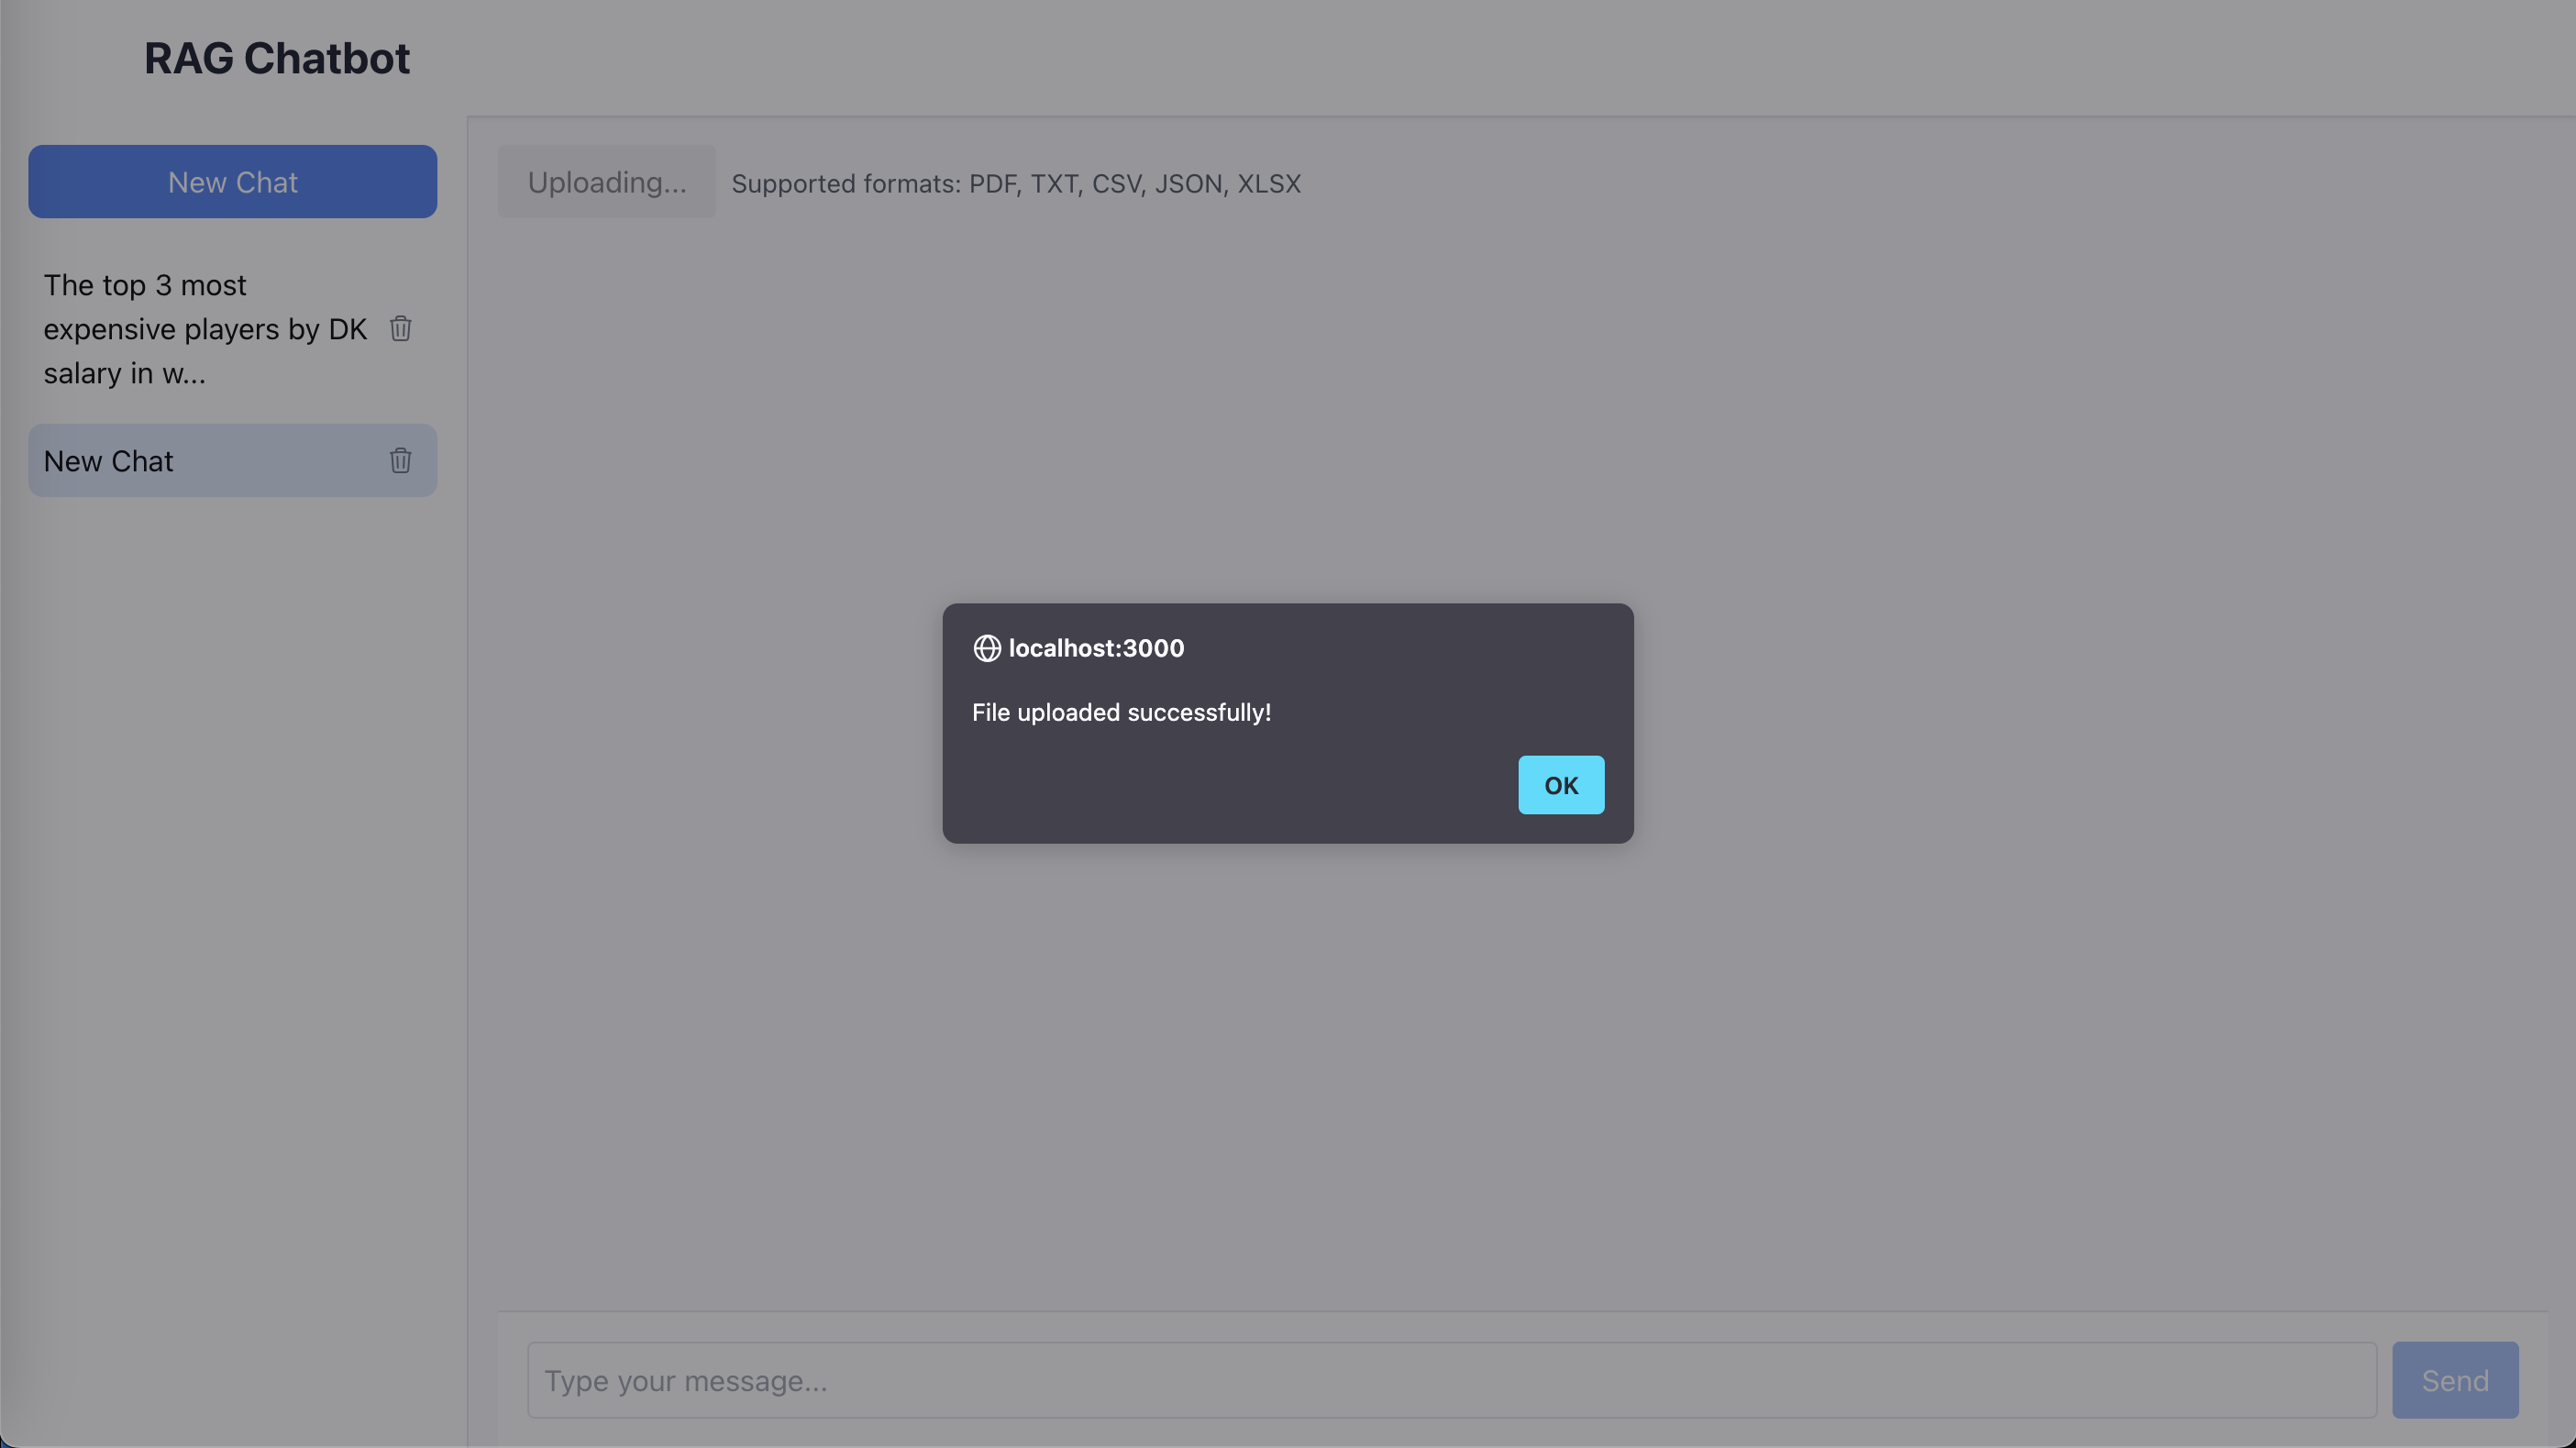 RAG Chatbot
New Chat
The top 3 most
expensive players by DK
salary in w...
New Chat
Uploading...
Supported formats: PDF, TXT, CSV, JSON, XLSX
localhost:3000
File uploaded successfully!
OK
Type your message...
Send